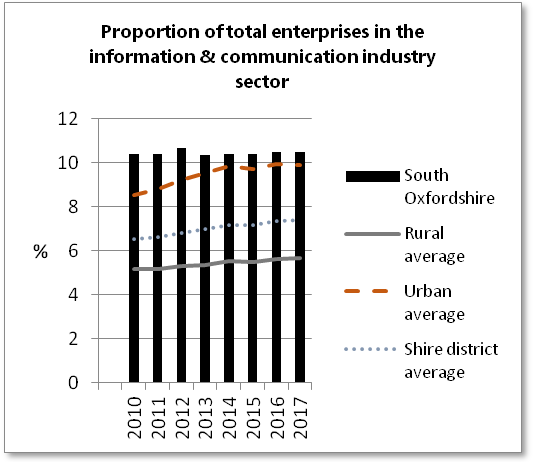 Proportion of total enterprises in the
information & communication industry
sector
12
10
8
6
4
2
0
%
2010
2011
2012
2013
2014
2015
2016
2017
South
Oxfordshire
Rural
average
Urban
average
Shire district
average